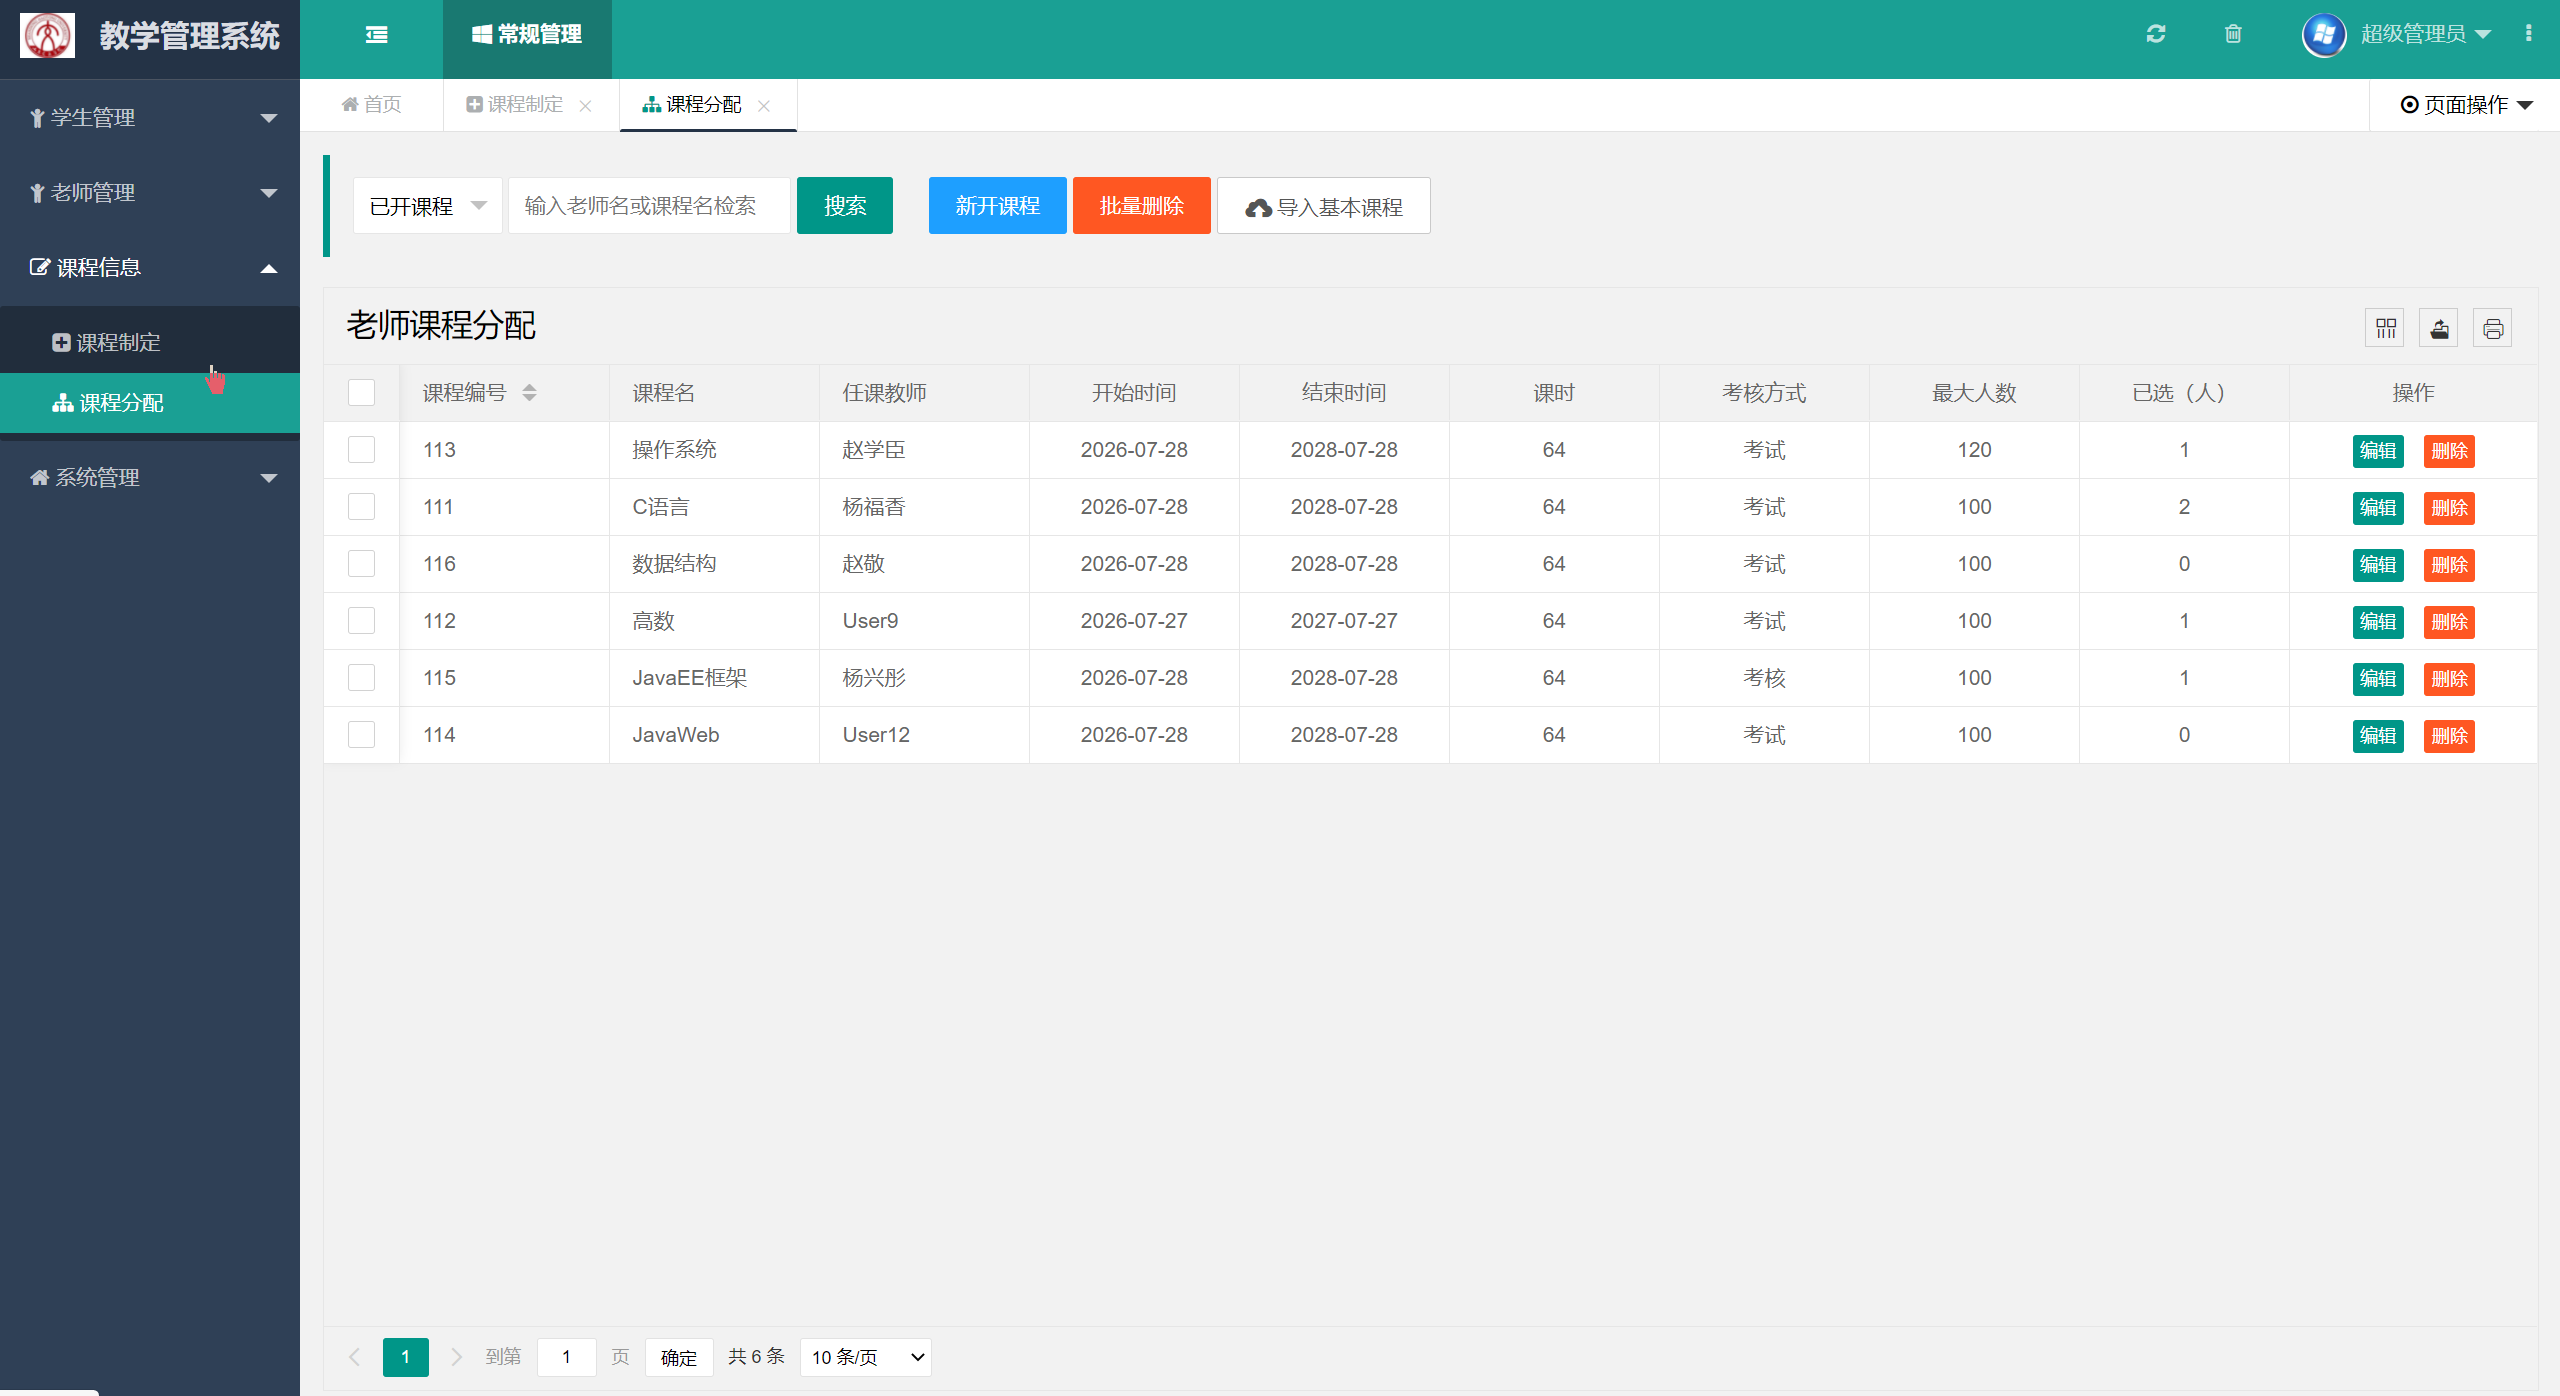 教学管理系统
常规管理
超级管理员
学生管理
老师管理
课程信息
课程制定
课程分配
系统管理
首页 课程制定 课程分配 页面操作
已开课程 输入老师名或课程名检索 搜索 新开课程 批量删除 导入基本课程
老师课程分配
课程编号 课程名 任课教师 开始时间 结束时间 课时 考核方式 最大人数 已选（人） 操作
113 操作系统 赵学臣 2026-07-28 2028-07-28 64 考试 120 1 编辑 删除
111 C语言 杨福香 2026-07-28 2028-07-28 64 考试 100 2 编辑 删除
116 数据结构 赵敬 2026-07-28 2028-07-28 64 考试 100 0 编辑 删除
112 高数 User9 2026-07-27 2027-07-27 64 考试 100 1 编辑 删除
115 JavaEE框架 杨兴彤 2026-07-28 2028-07-28 64 考核 100 1 编辑 删除
114 JavaWeb User12 2026-07-28 2028-07-28 64 考试 100 0 编辑 删除
1 到第 1 页 确定 共 6 条 10 条/页